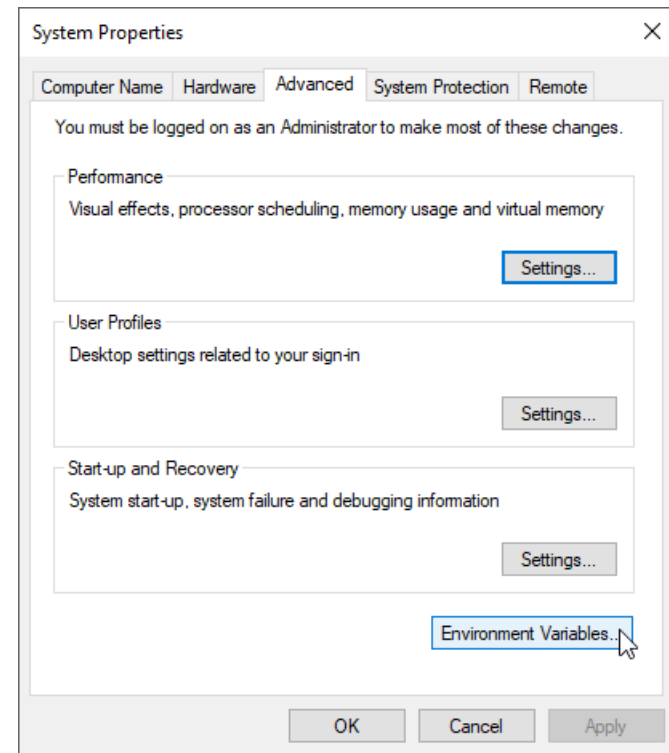 System Properties
Computer Name Hardware Advanced System Protection Remote
You must be logged on as an Administrator to make most of these changes.
Performance
Visual effects, processor scheduling, memory usage and virtual memory
Settings...
User Profiles
Desktop settings related to your sign-in
Settings...
Start-up and Recovery
System start-up, system failure and debugging information
Settings...
Environment Variables...
OK Cancel Apply